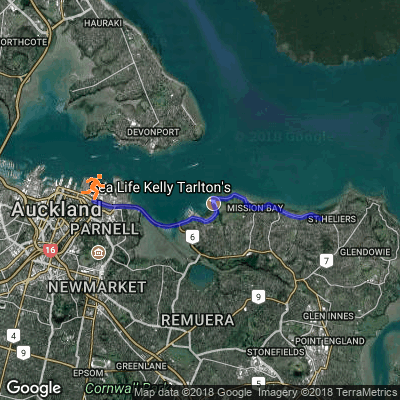 HAURAKI
NORTHCOTE
© 2018 Google
DEVONPORT
ea Life Kelly Tarlton's
Auckland
MISSION BAY
ST HELIERS
PARNELL
6
16
GLENDOWIE
7
NEWMARKET
9
REMUERA
GLEN INNES
4
POINT ENGLAND
9
STONEFIELDS
GREENLANE
EPSOM
5
Google
Cornwall Park
Map data ©2018 Google Imagery ©2018 TerraMetrics